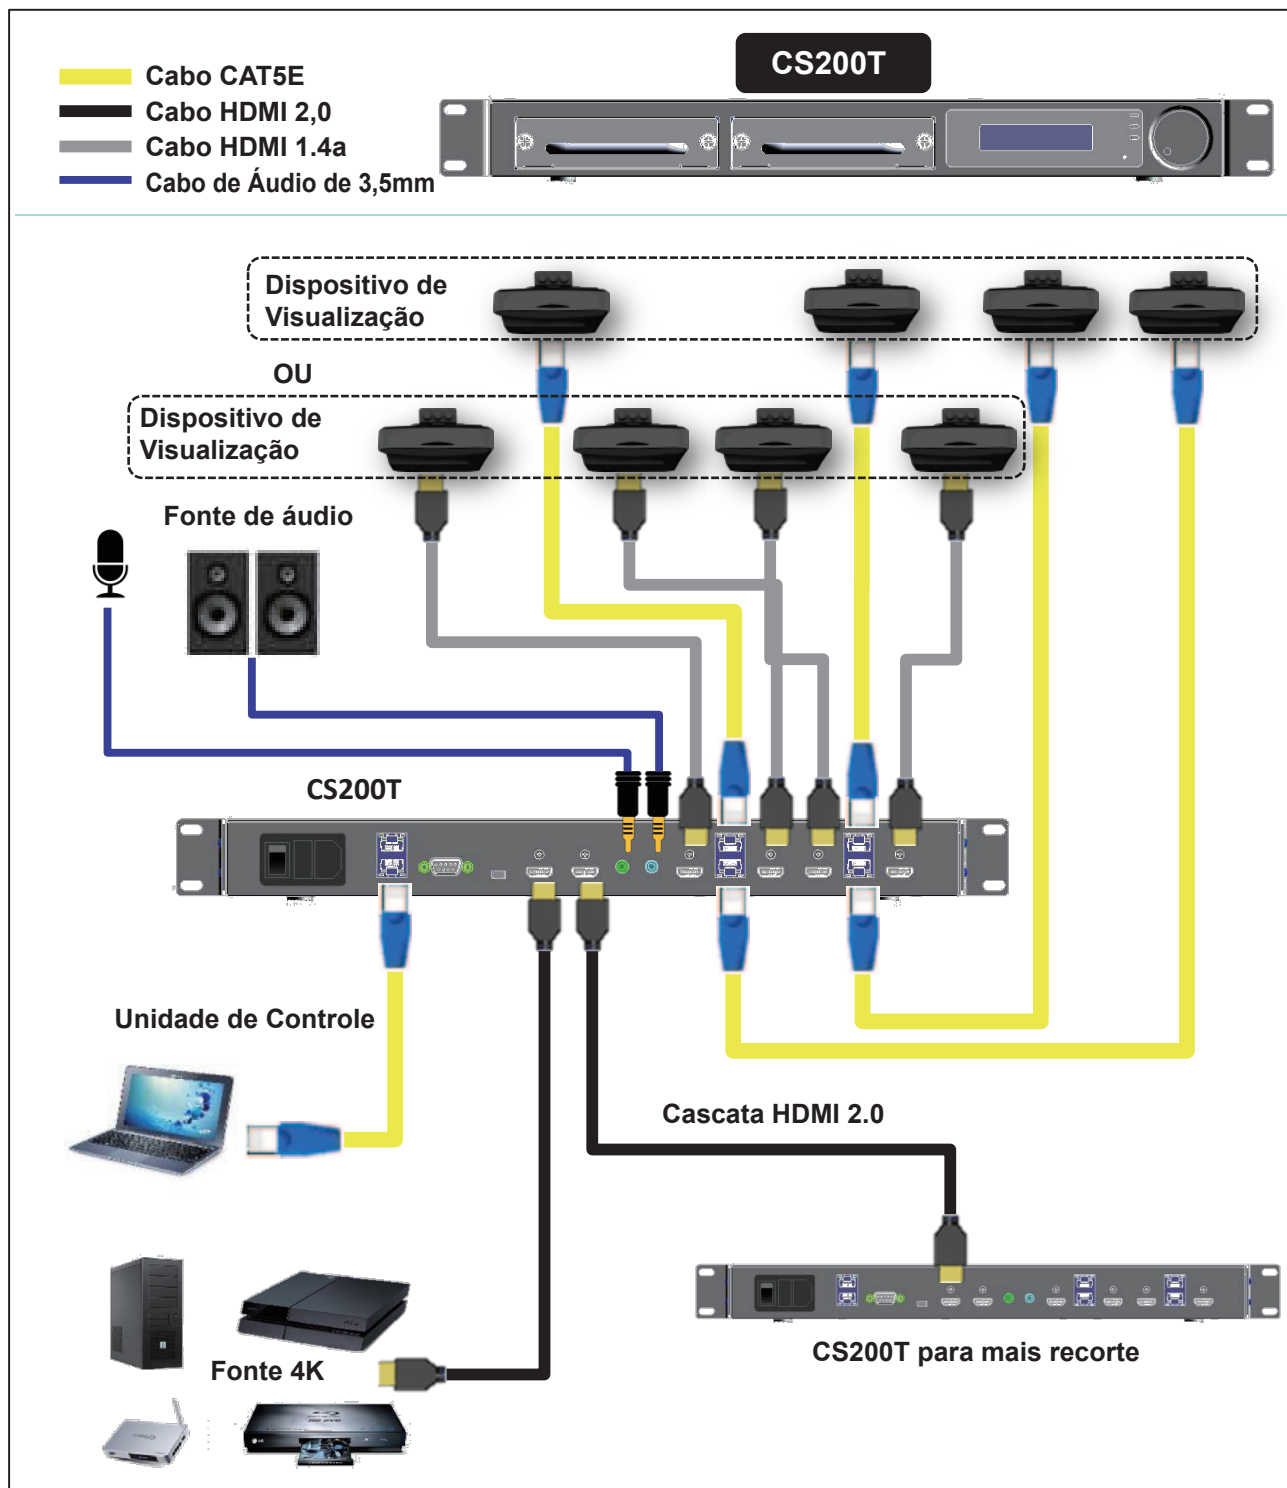 CS200T
Cabo CAT5E
Cabo HDMI 2,0
Cabo HDMI 1.4a
Cabo de Áudio de 3,5mm
Dispositivo de
Visualização
OU
Dispositivo de
Visualização
Fonte de áudio
CS200T
Unidade de Controle
Cascata HDMI 2.0
CS200T para mais recorte
Fonte 4K